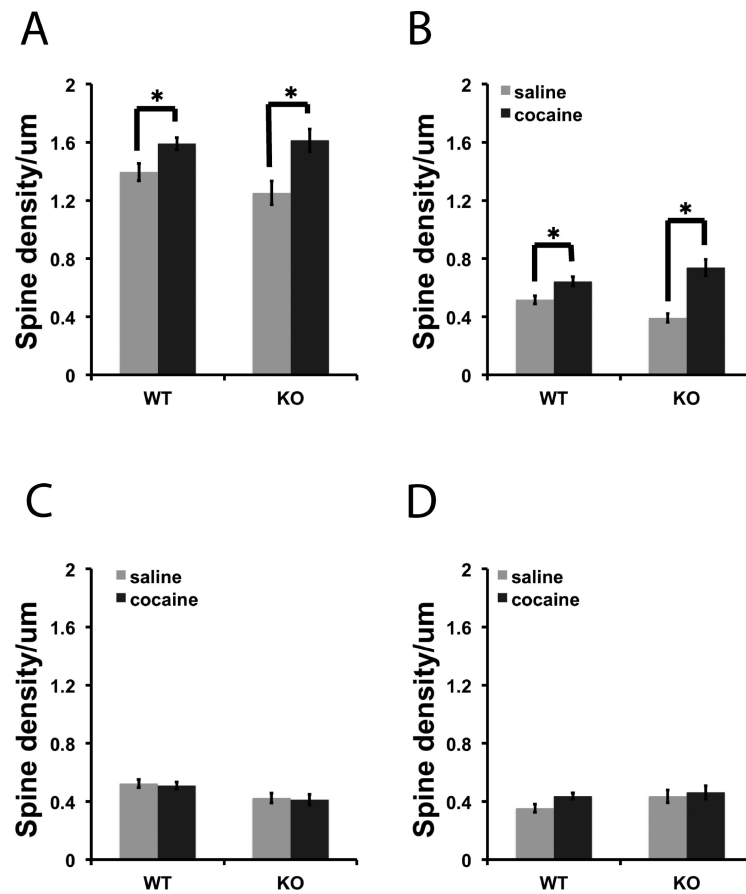 A
Spine density/um
2
1.6
1.2
0.8
0.4
0
*
*
WT KO
B
Spine density/um
2
1.6
1.2
0.8
0.4
0
saline
cocaine
*
*
WT KO
C
Spine density/um
2
1.6
1.2
0.8
0.4
0
saline
cocaine
WT KO
D
Spine density/um
2
1.6
1.2
0.8
0.4
0
saline
cocaine
WT KO